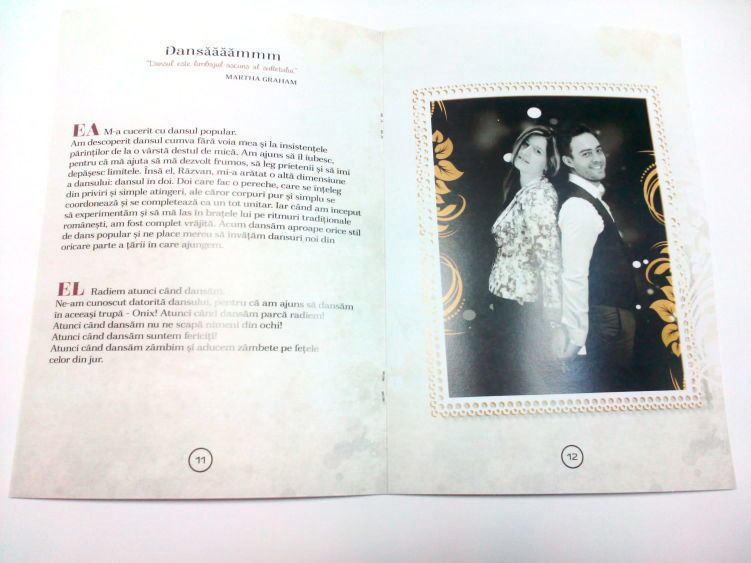 Dansăăăămmm
"Dansul este limbajul ascuns al sufletului."
MARTHA GRAHAM
EA M-a cucerit cu dansul popular.
Am descoperit dansul cumva fără voia mea și la insistențele
părinților de la o vârstă destul de mică. Am ajuns să îl iubesc,
pentru că mă ajuta să mă dezvolt frumos, să leg prietenii și să îmi
depășesc limitele. Însă el, Răzvan, mi-a arătat o altă dimensiune
a dansului: dansul în doi. Doi care fac o pereche, care se înțeleg
din priviri și simple atingeri, ale căror corpuri pur și simplu se
coordonează și se completează ca un tot unitar. Iar când am început
să experimentăm și să mă las în brațele lui pe ritmuri tradiționale
românești, am fost complet vrăjită. Acum dansăm aproape orice stil
de dans popular și ne place mereu să învățăm dansuri noi din
oricare parte a țării în care ajungem.
EL Radiem atunci când dansăm.
Ne-am cunoscut datorită dansului, pentru că am ajuns să dansăm
în aceeași trupă - Onix! Atunci când dansăm parcă radiem!
Atunci când dansăm nu ne scapă nimeni din ochi!
Atunci când dansăm suntem fericiți!
Atunci când dansăm zâmbim și aducem zâmbete pe fețele
celor din jur.
11
12